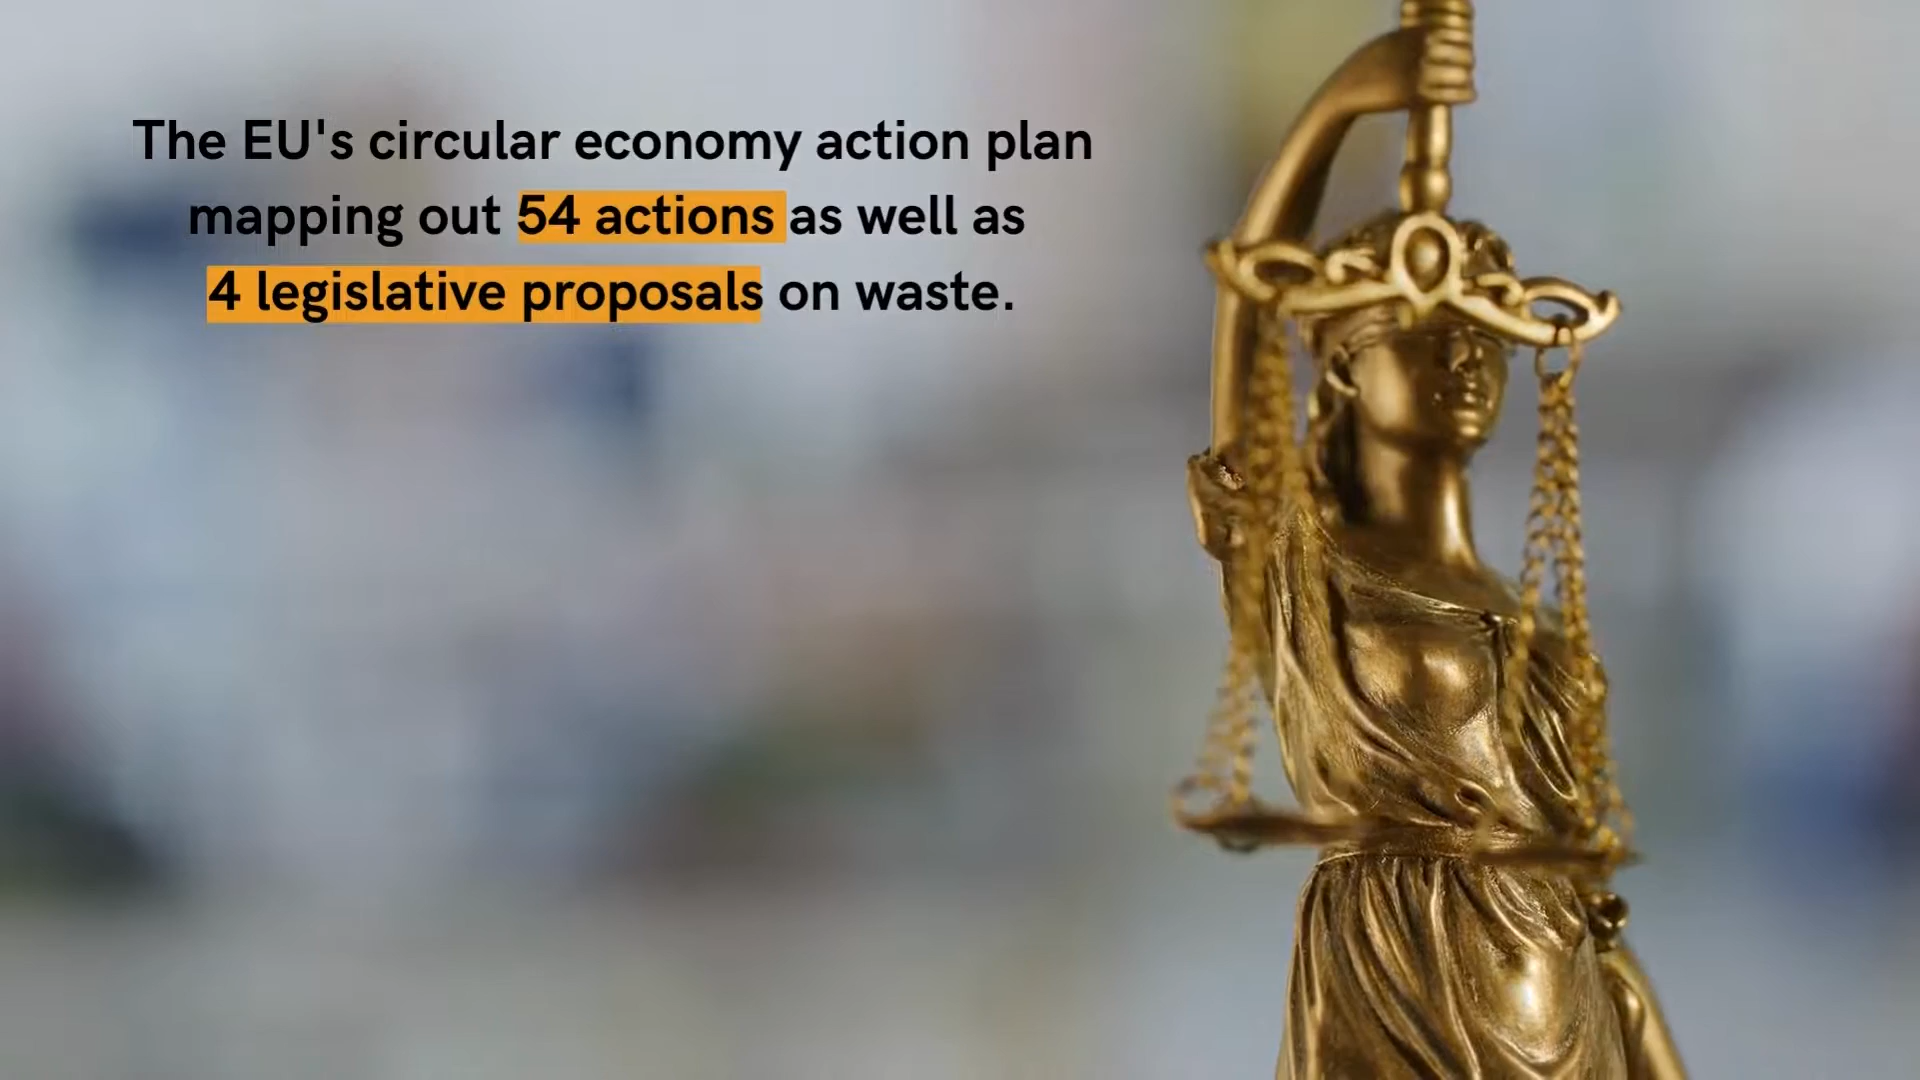 The EU's circular economy action plan
mapping out 54 actions as well as
4 legislative proposals on waste.